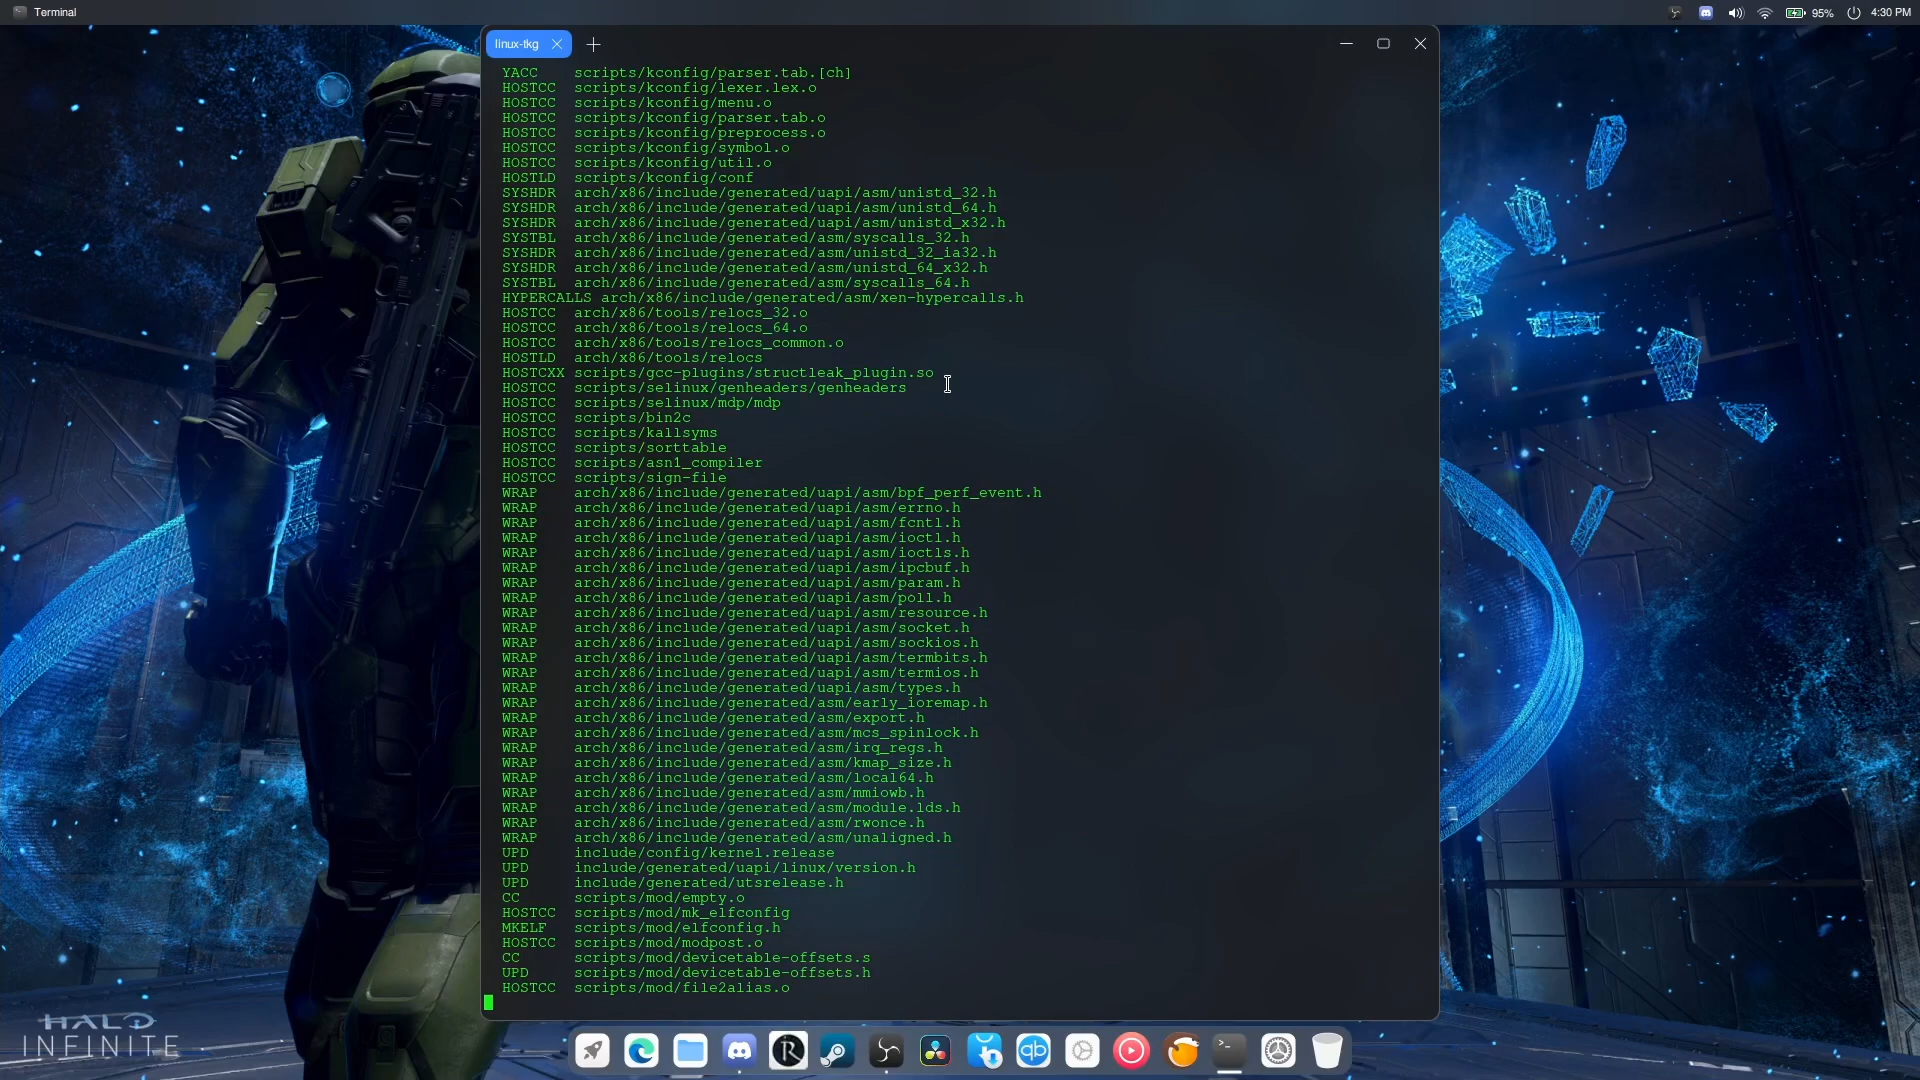 Terminal
95%
4:30 PM
linux-tkg
YACC scripts/kconfig/parser.tab.[ch]
HOSTCC scripts/kconfig/lexer.lex.o
HOSTCC scripts/kconfig/menu.o
HOSTCC scripts/kconfig/parser.tab.o
HOSTCC scripts/kconfig/preprocess.o
HOSTCC scripts/kconfig/symbol.o
HOSTCC scripts/kconfig/util.o
HOSTLD scripts/kconfig/conf
SYSHDR arch/x86/include/generated/uapi/asm/unistd_32.h
SYSHDR arch/x86/include/generated/uapi/asm/unistd_64.h
SYSHDR arch/x86/include/generated/uapi/asm/unistd_x32.h
SYSTBL arch/x86/include/generated/asm/syscalls_32.h
SYSHDR arch/x86/include/generated/asm/unistd_32_ia32.h
SYSHDR arch/x86/include/generated/asm/unistd_64_x32.h
SYSTBL arch/x86/include/generated/asm/syscalls_64.h
HYPERCALLS arch/x86/include/generated/asm/xen-hypercalls.h
HOSTCC arch/x86/tools/relocs_32.o
HOSTCC arch/x86/tools/relocs_64.o
HOSTCC arch/x86/tools/relocs_common.o
HOSTLD arch/x86/tools/relocs
HOSTCXX scripts/gcc-plugins/structleak_plugin.so
HOSTCC scripts/selinux/genheaders/genheaders
HOSTCC scripts/selinux/mdp/mdp
HOSTCC scripts/bin2c
HOSTCC scripts/kallsyms
HOSTCC scripts/sorttable
HOSTCC scripts/asn1_compiler
HOSTCC scripts/sign-file
WRAP arch/x86/include/generated/uapi/asm/bpf_perf_event.h
WRAP arch/x86/include/generated/uapi/asm/errno.h
WRAP arch/x86/include/generated/uapi/asm/fcntl.h
WRAP arch/x86/include/generated/uapi/asm/ioctl.h
WRAP arch/x86/include/generated/uapi/asm/ioctls.h
WRAP arch/x86/include/generated/uapi/asm/ipcbuf.h
WRAP arch/x86/include/generated/uapi/asm/param.h
WRAP arch/x86/include/generated/uapi/asm/poll.h
WRAP arch/x86/include/generated/uapi/asm/resource.h
WRAP arch/x86/include/generated/uapi/asm/socket.h
WRAP arch/x86/include/generated/uapi/asm/sockios.h
WRAP arch/x86/include/generated/uapi/asm/termbits.h
WRAP arch/x86/include/generated/uapi/asm/termios.h
WRAP arch/x86/include/generated/uapi/asm/types.h
WRAP arch/x86/include/generated/asm/early_ioremap.h
WRAP arch/x86/include/generated/asm/export.h
WRAP arch/x86/include/generated/asm/mcs_spinlock.h
WRAP arch/x86/include/generated/asm/irq_regs.h
WRAP arch/x86/include/generated/asm/kmap_size.h
WRAP arch/x86/include/generated/asm/local64.h
WRAP arch/x86/include/generated/asm/mmiowb.h
WRAP arch/x86/include/generated/asm/module.lds.h
WRAP arch/x86/include/generated/asm/rwonce.h
WRAP arch/x86/include/generated/asm/unaligned.h
UPD include/config/kernel.release
UPD include/generated/uapi/linux/version.h
UPD include/generated/utsrelease.h
CC scripts/mod/empty.o
HOSTCC scripts/mod/mk_elfconfig
MKELF scripts/mod/elfconfig.h
HOSTCC scripts/mod/modpost.o
CC scripts/mod/devicetable-offsets.s
UPD scripts/mod/devicetable-offsets.h
HOSTCC scripts/mod/file2alias.o
HALO
INFINITE
qb